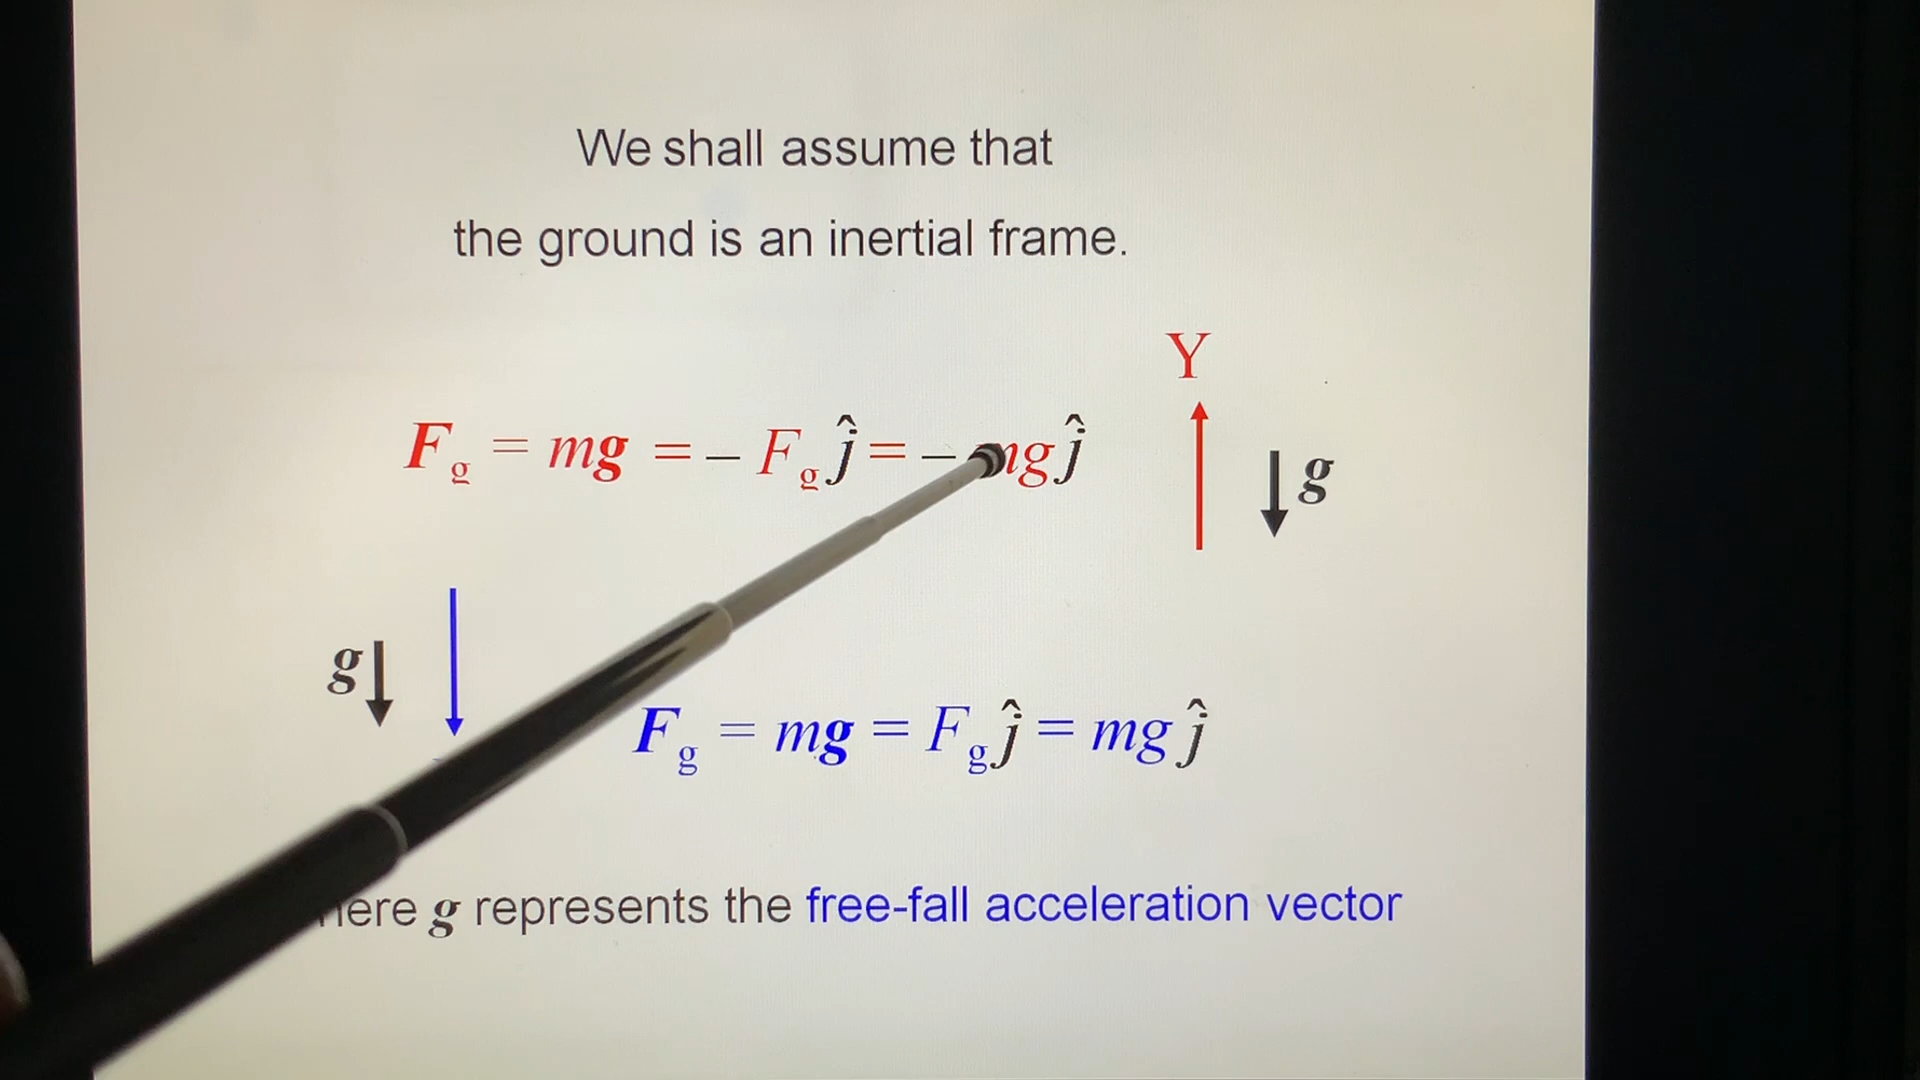 We shall assume that
the ground is an inertial frame.
Y
F_g = mg = – F_g ĵ = – mg ĵ
g
g
F_g = mg = F_g ĵ = mg ĵ
g represents the free-fall acceleration vector